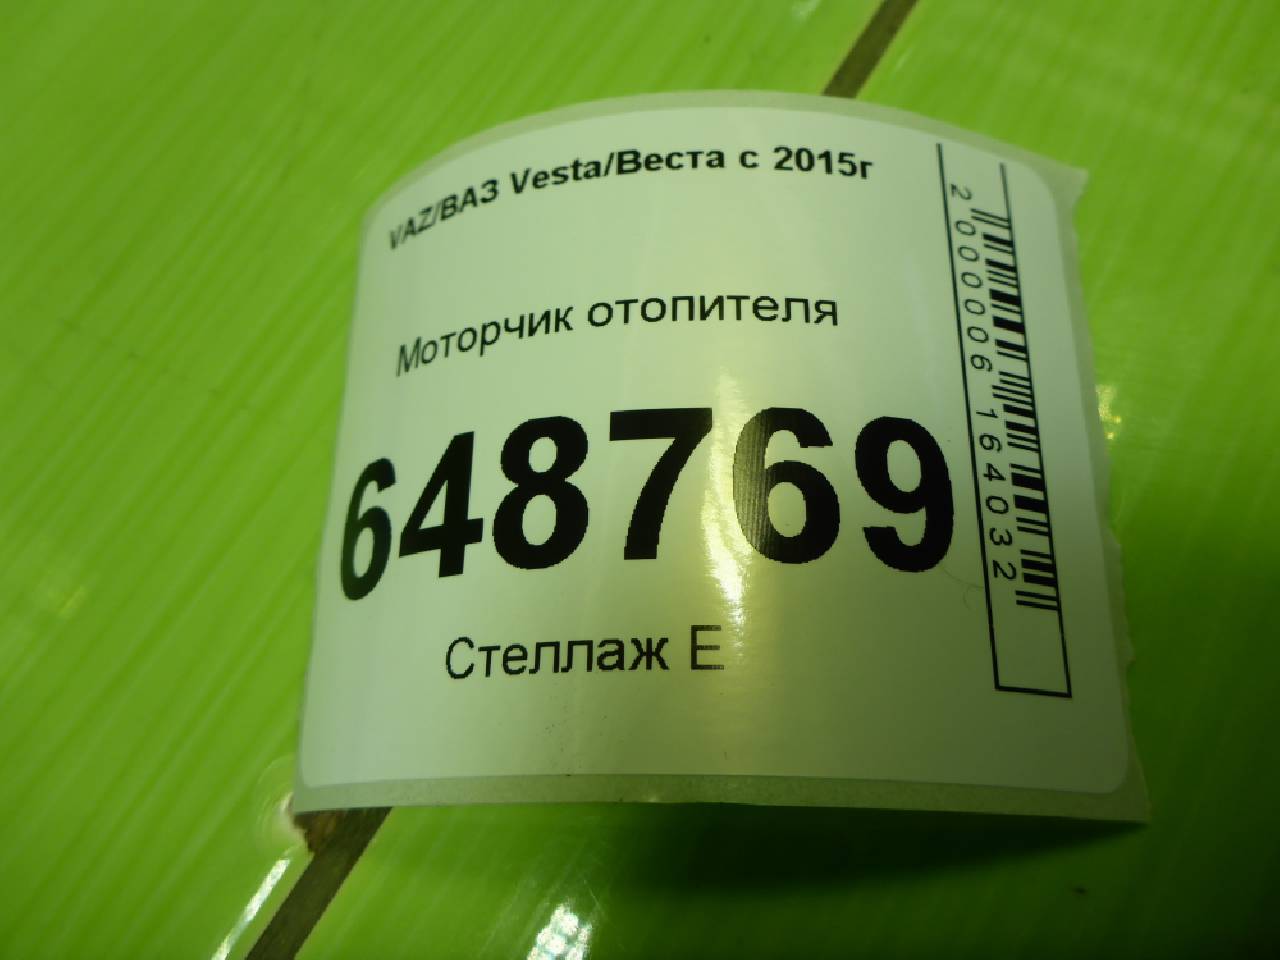 VAZ/ВАЗ Vesta/Веста с 2015г
Моторчик отопителя
648769
Стеллаж Е
2000006164032